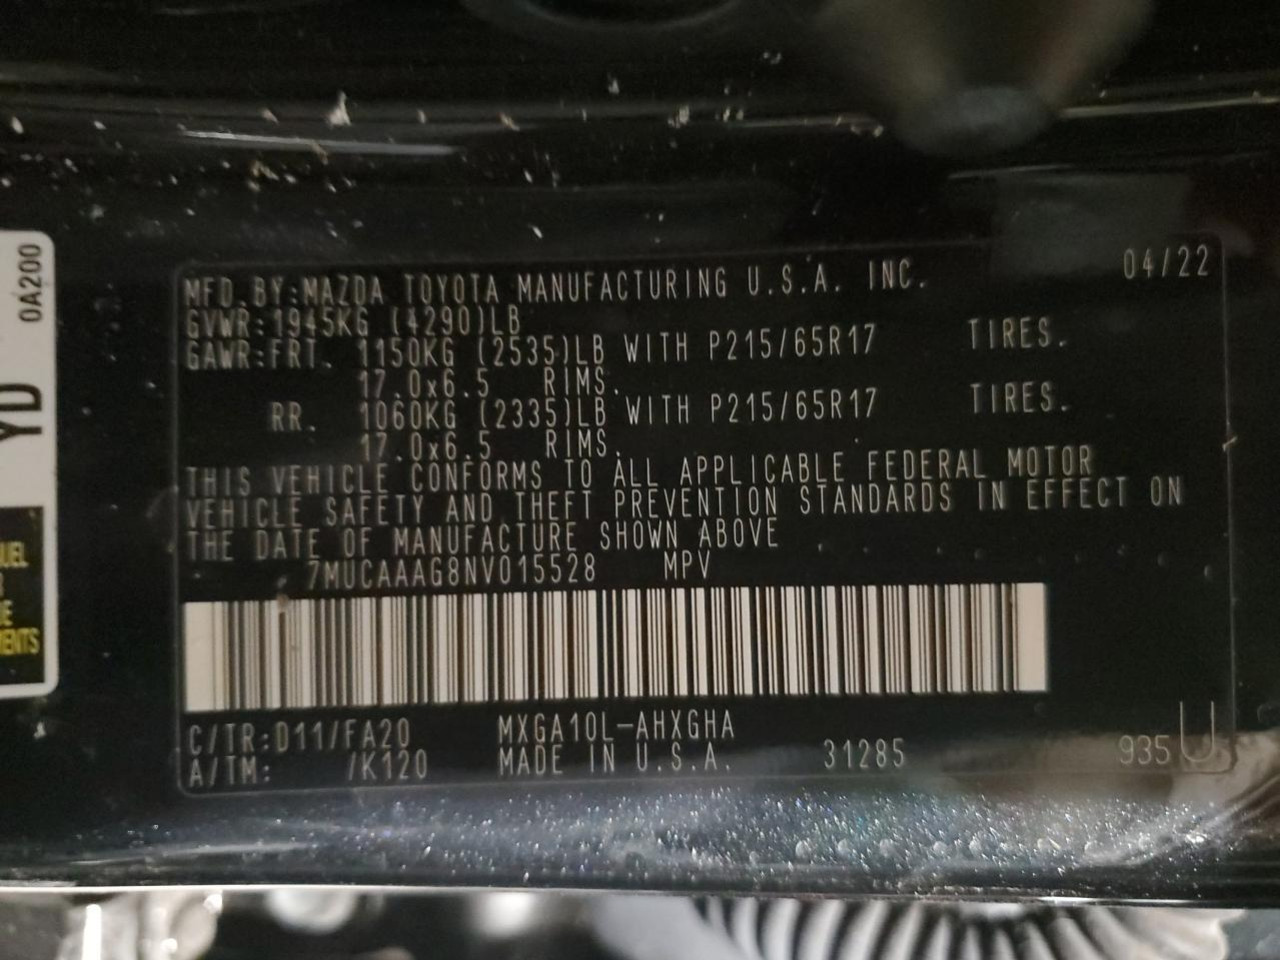 0A200
YD
UEL
ENTS
MFD.BY:MAZDA TOYOTA MANUFACTURING U.S.A. INC. 04/22
GVWR:1945KG (4290)LB
GAWR:FRT. 1150KG (2535)LB WITH P215/65R17 TIRES.
17.0x6.5 RIMS.
RR. 1060KG (2335)LB WITH P215/65R17 TIRES.
17.0x6.5 RIMS.
THIS VEHICLE CONFORMS TO ALL APPLICABLE FEDERAL MOTOR
VEHICLE SAFETY AND THEFT PREVENTION STANDARDS IN EFFECT ON
THE DATE OF MANUFACTURE SHOWN ABOVE
7MUCAAAG8NV015528 MPV
C/TR:D11/FA20 MXGA10L-AHXGHA
A/TM: /K120 MADE IN U.S.A. 31285 935 U